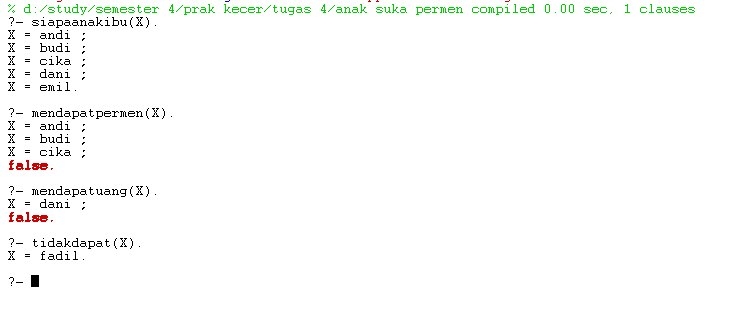 % d:/study/semester 4/prak kecer/tugas 4/anak suka permen compiled 0.00 sec, 1 clauses
?- siapaanakibu(X).
X = andi ;
X = budi ;
X = cika ;
X = dani ;
X = emil.
?- mendapatpermen(X).
X = andi ;
X = budi ;
X = cika ;
false.
?- mendapatuang(X).
X = dani ;
false.
?- tidakdapat(X).
X = fadil.
?-